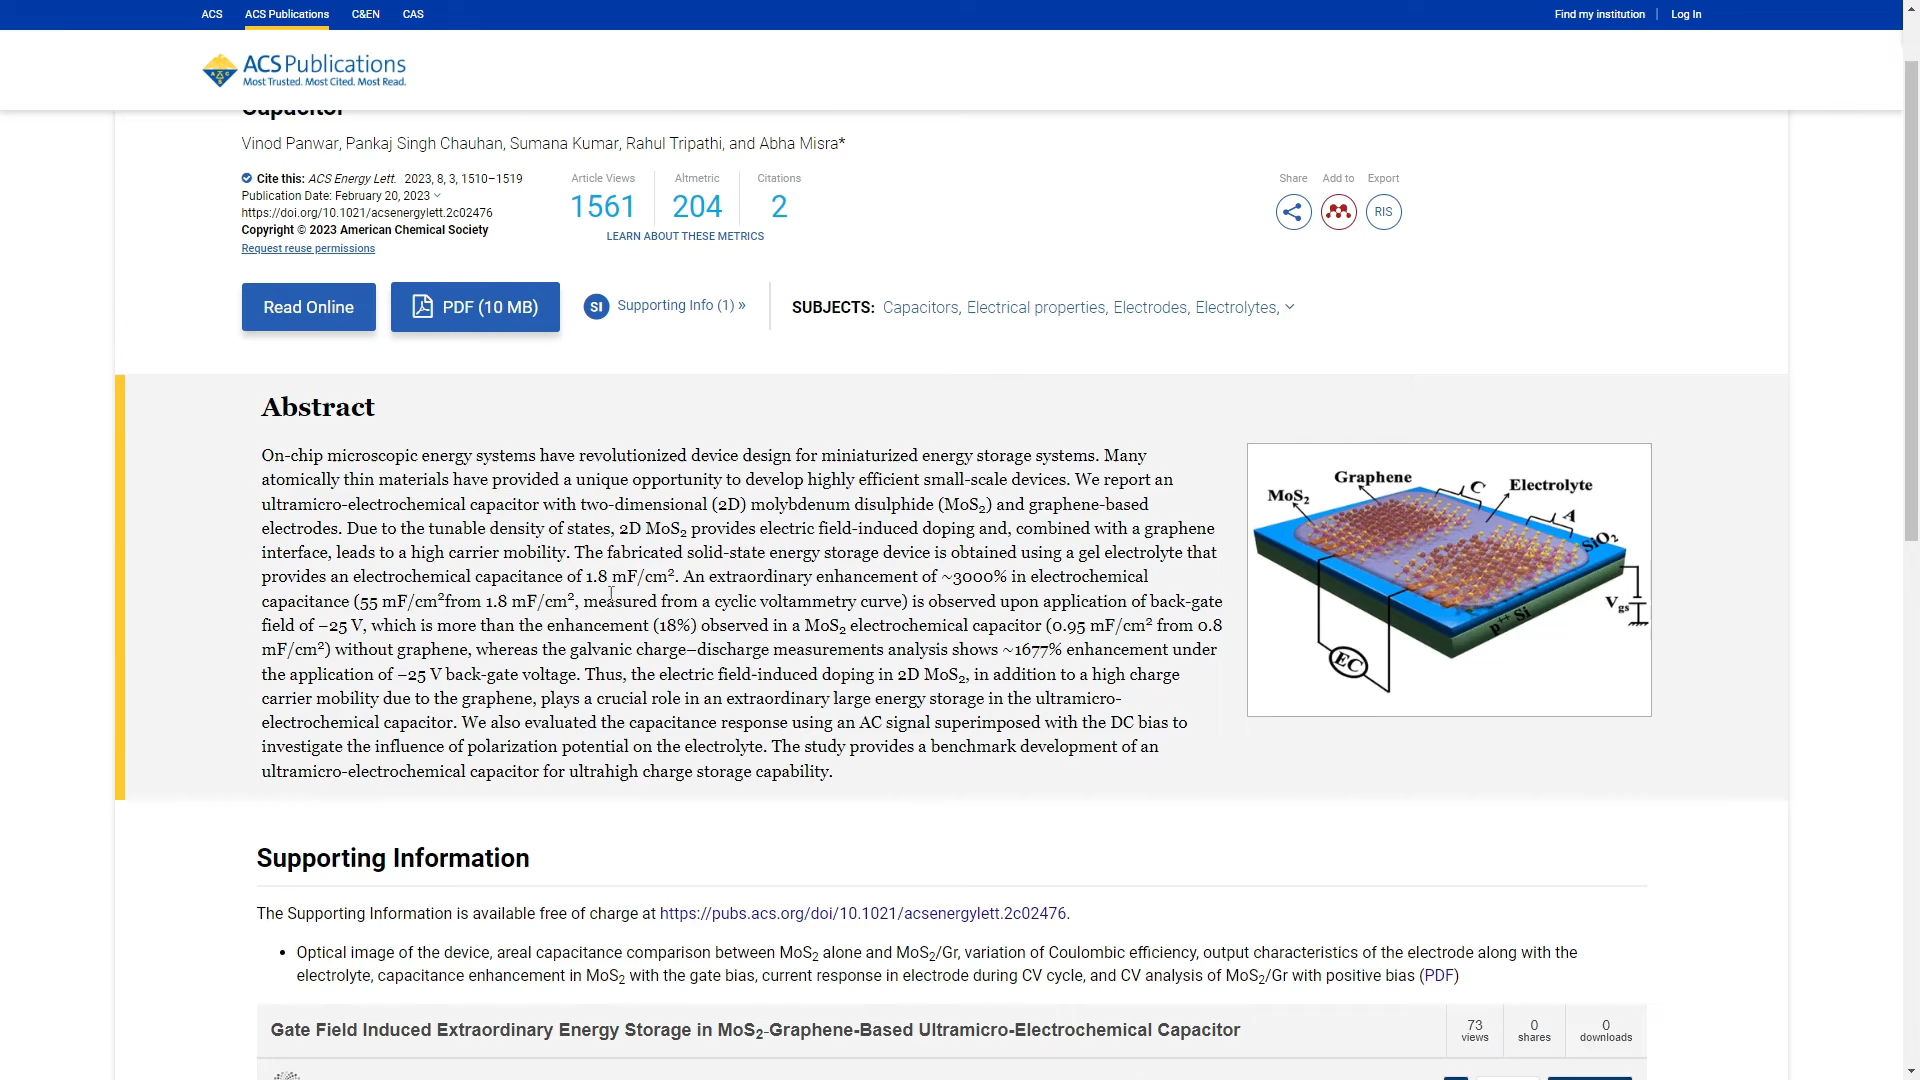 ACS ACS Publications C&EN CAS Find my institution Log In
ACS Publications
Most Trusted. Most Cited. Most Read.
Capacitor
Vinod Panwar, Pankaj Singh Chauhan, Sumana Kumar, Rahul Tripathi, and Abha Misra*
Cite this: ACS Energy Lett. 2023, 8, 3, 1510–1519
Publication Date: February 20, 2023
https://doi.org/10.1021/acsenergylett.2c02476
Copyright © 2023 American Chemical Society
Request reuse permissions
Article Views Altmetric Citations
1561 204 2
LEARN ABOUT THESE METRICS
Share Add to Export
RIS
Read Online PDF (10 MB) SI Supporting Info (1) » SUBJECTS: Capacitors, Electrical properties, Electrodes, Electrolytes,
Abstract
On-chip microscopic energy systems have revolutionized device design for miniaturized energy storage systems. Many
atomically thin materials have provided a unique opportunity to develop highly efficient small-scale devices. We report an
ultramicro-electrochemical capacitor with two-dimensional (2D) molybdenum disulphide (MoS₂) and graphene-based
electrodes. Due to the tunable density of states, 2D MoS₂ provides electric field-induced doping and, combined with a graphene
interface, leads to a high carrier mobility. The fabricated solid-state energy storage device is obtained using a gel electrolyte that
provides an electrochemical capacitance of 1.8 mF/cm². An extraordinary enhancement of ~3000% in electrochemical
capacitance (55 mF/cm²from 1.8 mF/cm², measured from a cyclic voltammetry curve) is observed upon application of back-gate
field of −25 V, which is more than the enhancement (18%) observed in a MoS₂ electrochemical capacitor (0.95 mF/cm² from 0.8
mF/cm²) without graphene, whereas the galvanic charge–discharge measurements analysis shows ~1677% enhancement under
the application of −25 V back-gate voltage. Thus, the electric field-induced doping in 2D MoS₂, in addition to a high charge
carrier mobility due to the graphene, plays a crucial role in an extraordinary large energy storage in the ultramicro-
electrochemical capacitor. We also evaluated the capacitance response using an AC signal superimposed with the DC bias to
investigate the influence of polarization potential on the electrolyte. The study provides a benchmark development of an
ultramicro-electrochemical capacitor for ultrahigh charge storage capability.
Graphene
MoS₂
C
Electrolyte
A
SiO₂
p⁺⁺ Si
Vgs
EC
Supporting Information
The Supporting Information is available free of charge at https://pubs.acs.org/doi/10.1021/acsenergylett.2c02476.
• Optical image of the device, areal capacitance comparison between MoS₂ alone and MoS₂/Gr, variation of Coulombic efficiency, output characteristics of the electrode along with the
electrolyte, capacitance enhancement in MoS₂ with the gate bias, current response in electrode during CV cycle, and CV analysis of MoS₂/Gr with positive bias (PDF)
Gate Field Induced Extraordinary Energy Storage in MoS₂-Graphene-Based Ultramicro-Electrochemical Capacitor
73 0 0
views shares downloads